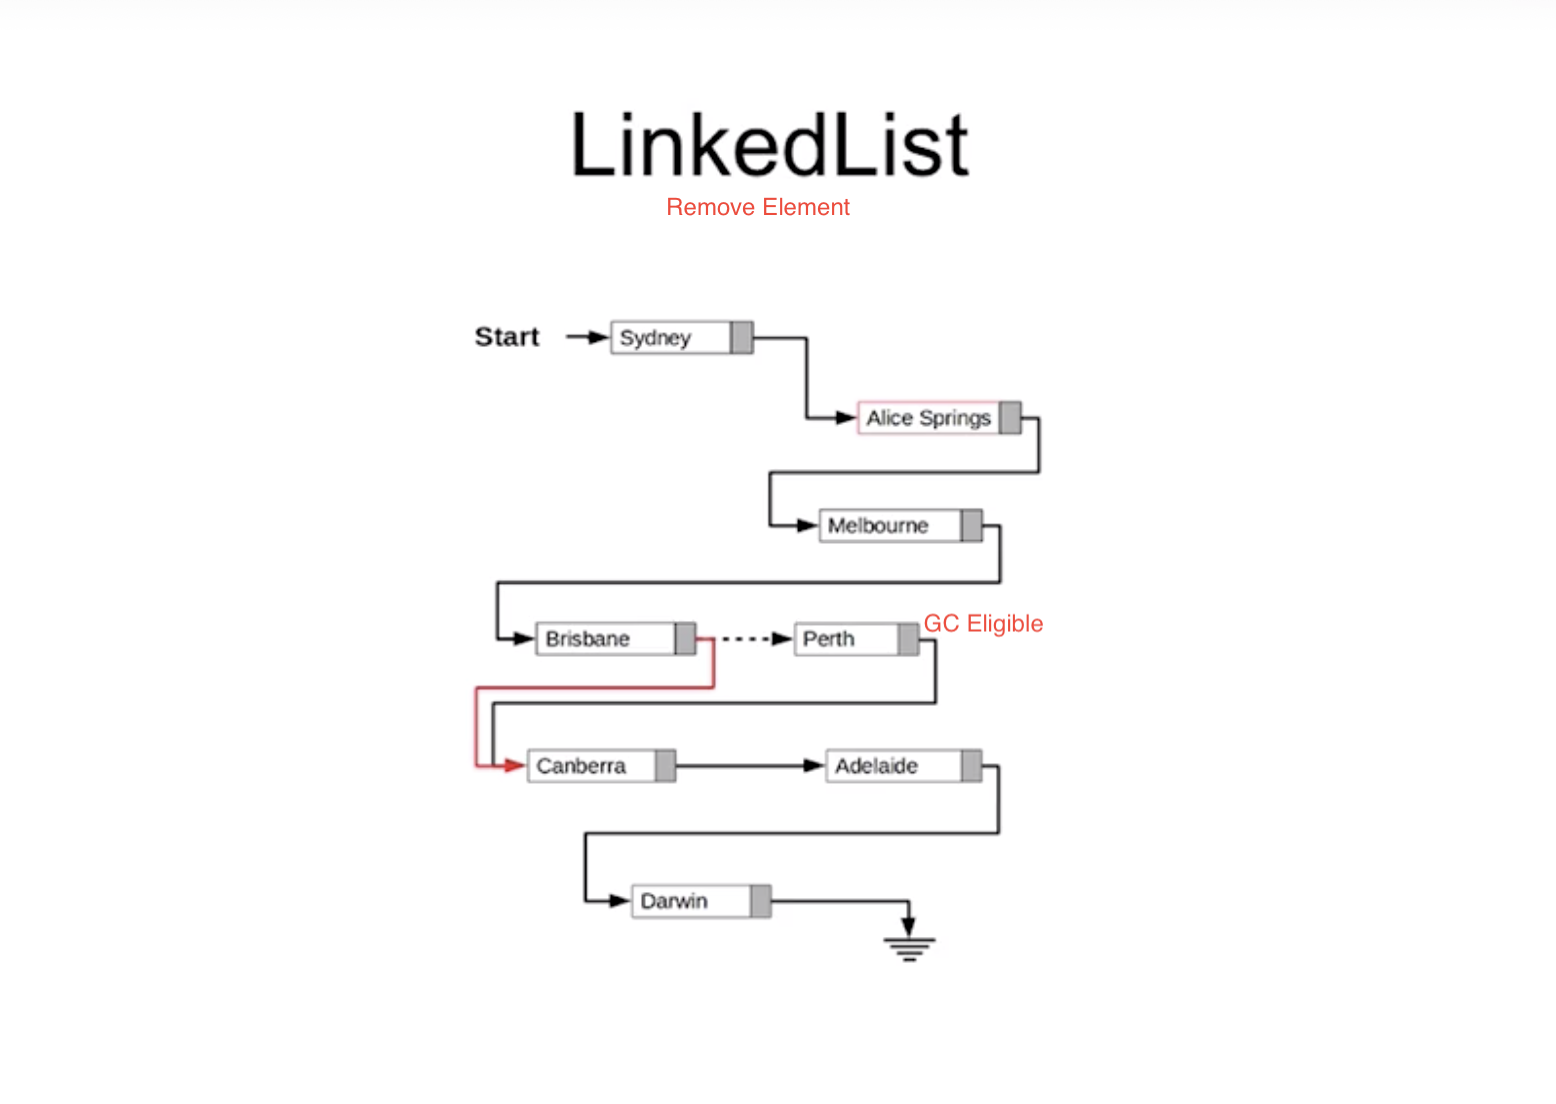 LinkedList
Remove Element
Start
Sydney
Alice Springs
Melbourne
Brisbane
Perth
GC Eligible
Canberra
Adelaide
Darwin